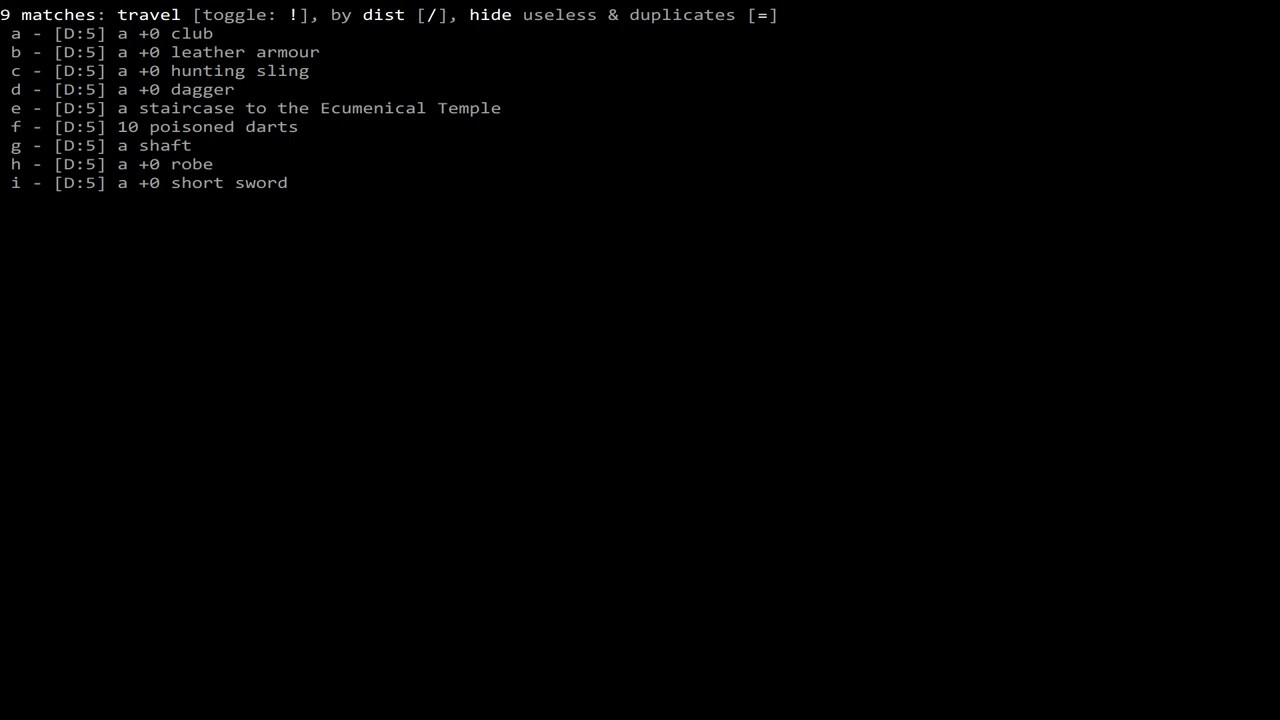 9 matches: travel [toggle: !], by dist [/], hide useless & duplicates [=]
a - [D:5] a +0 club
b - [D:5] a +0 leather armour
c - [D:5] a +0 hunting sling
d - [D:5] a +0 dagger
e - [D:5] a staircase to the Ecumenical Temple
f - [D:5] 10 poisoned darts
g - [D:5] a shaft
h - [D:5] a +0 robe
i - [D:5] a +0 short sword